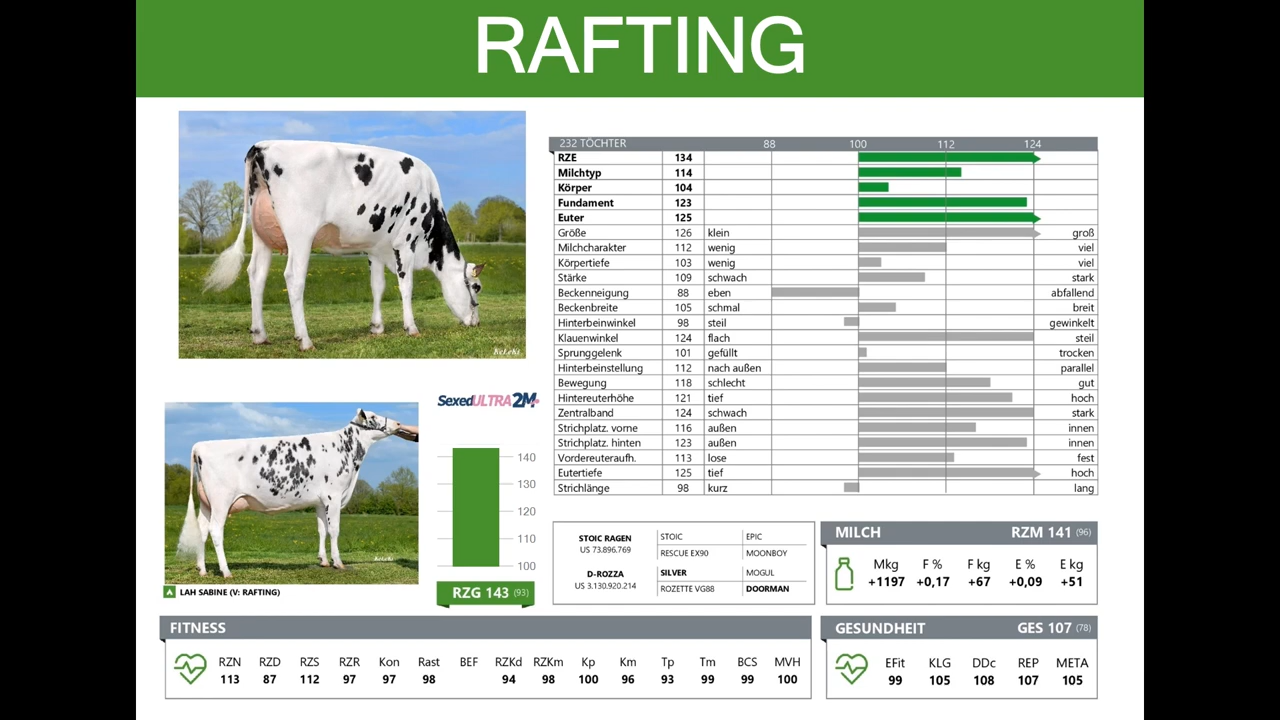 RAFTING
232 TÖCHTER 88 100 112 124
RZE 134
Milchtyp 114
Körper 104
Fundament 123
Euter 125
Größe 126 klein groß
Milchcharakter 112 wenig viel
Körpertiefe 103 wenig viel
Stärke 109 schwach stark
Beckenneigung 88 eben abfallend
Beckenbreite 105 schmal breit
Hinterbeinwinkel 98 steil gewinkelt
Klauenwinkel 124 flach steil
Sprunggelenk 101 gefüllt trocken
Hinterbeinstellung 112 nach außen parallel
Bewegung 118 schlecht gut
Hintereuterhöhe 121 tief hoch
Zentralband 124 schwach stark
Strichplatz. vorne 116 außen innen
Strichplatz. hinten 123 außen innen
Vordereuteraufh. 113 lose fest
Eutertiefe 125 tief hoch
Strichlänge 98 kurz lang
KeLeKi
SexedULTRA2M
140
130
120
110
100
RZG 143 (93)
KeLeKi
LAH SABINE (V: RAFTING)
STOIC RAGEN
US 73.896.769
STOIC EPIC
RESCUE EX90 MOONBOY
D-ROZZA
US 3.130.920.214
SILVER MOGUL
ROZETTE VG88 DOORMAN
MILCH RZM 141 (96)
Mkg F % F kg E % E kg
+1197 +0,17 +67 +0,09 +51
FITNESS
RZN RZD RZS RZR Kon Rast BEF RZKd RZKm Kp Km Tp Tm BCS MVH
113 87 112 97 97 98 94 98 100 96 93 99 99 100
GESUNDHEIT GES 107 (78)
EFit KLG DDc REP META
99 105 108 107 105